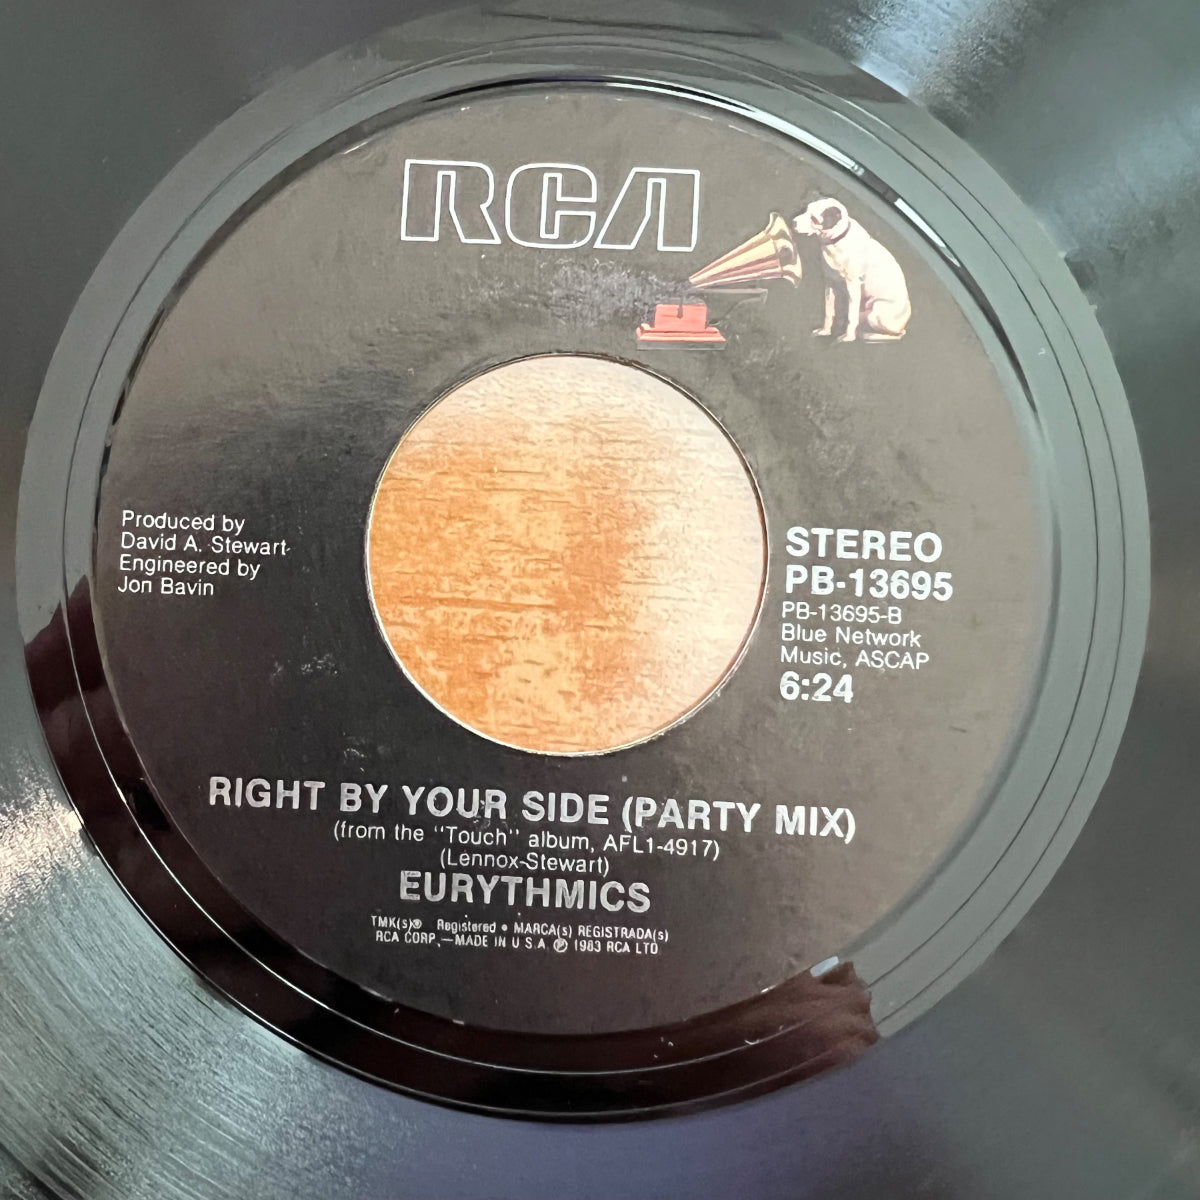 RCA
Produced by
David A. Stewart
Engineered by
Jon Bavin
STEREO
PB-13695
PB-13695-B
Blue Network
Music, ASCAP
6:24
RIGHT BY YOUR SIDE (PARTY MIX)
(from the "Touch" album, AFL1-4917)
(Lennox-Stewart)
EURYTHMICS
TMK(s)® Registered • MARCA(s) REGISTRADA(s)
RCA CORP.—MADE IN U.S.A. ℗ 1983 RCA LTD